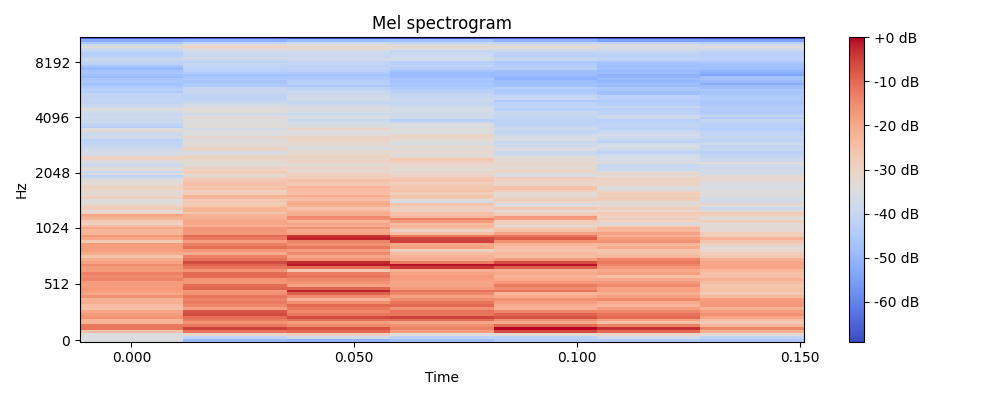 Mel spectrogram
Hz
8192
4096
2048
1024
512
0
0.000
0.050
0.100
0.150
Time
+0 dB
-10 dB
-20 dB
-30 dB
-40 dB
-50 dB
-60 dB